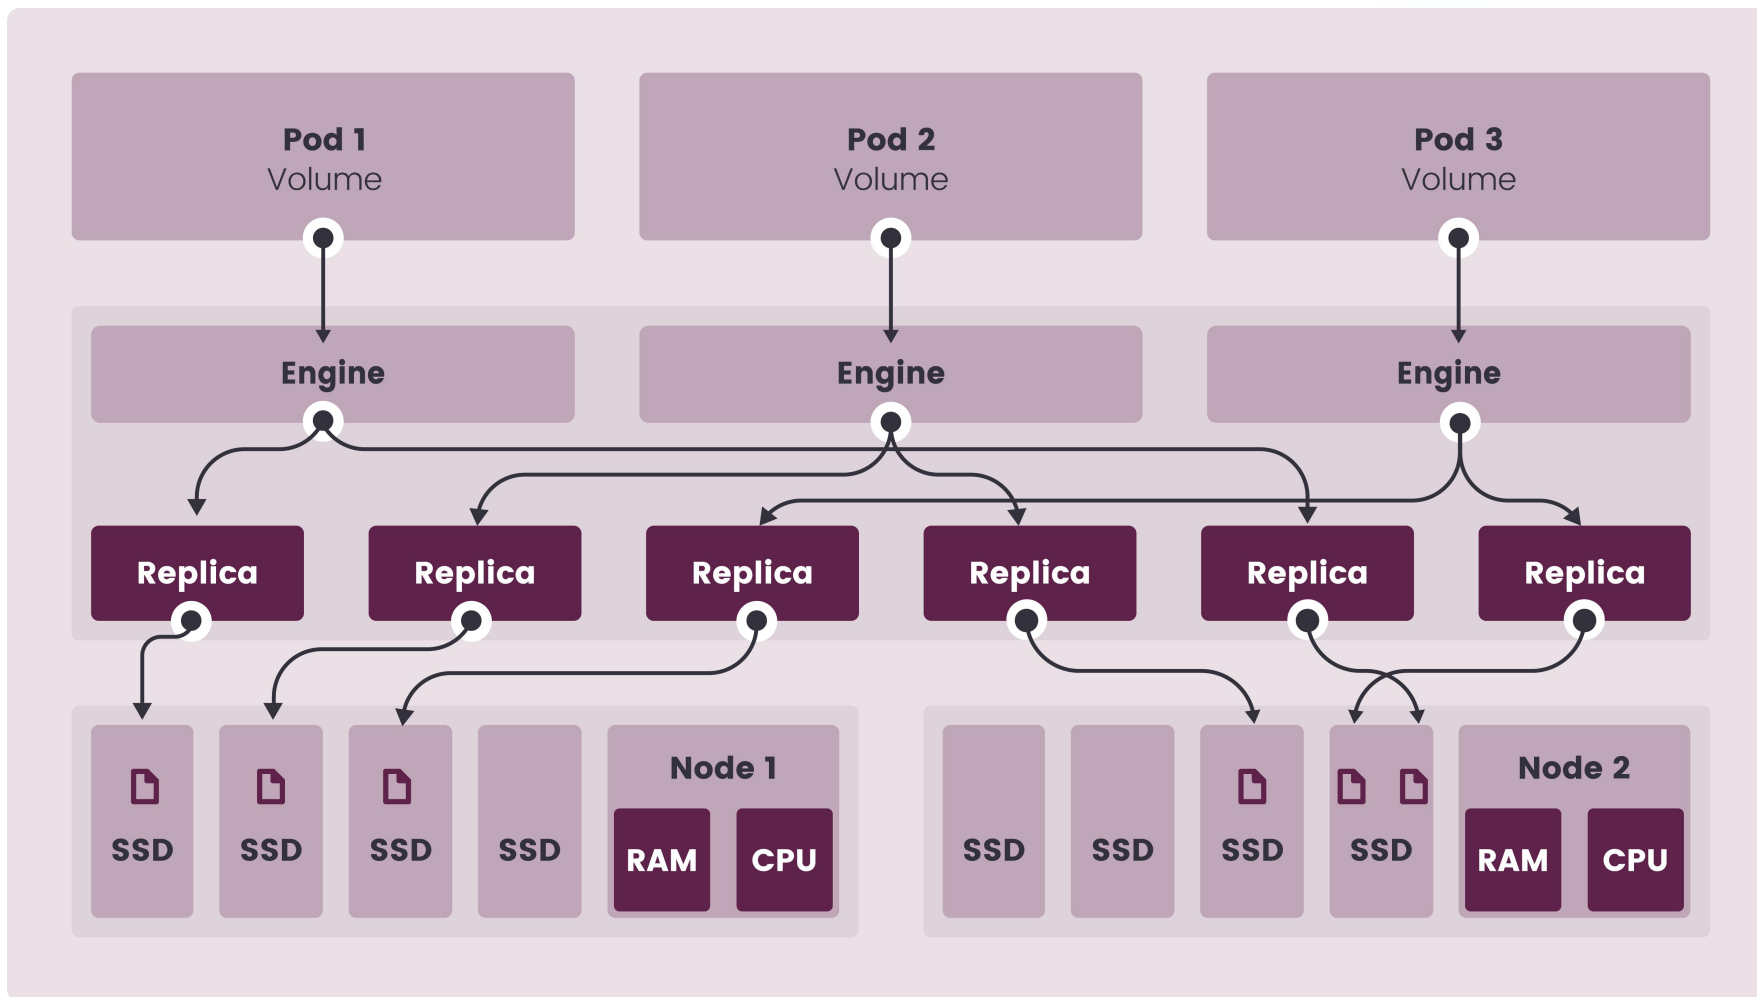 Pod 1
Volume
Pod 2
Volume
Pod 3
Volume
Engine
Engine
Engine
Replica
Replica
Replica
Replica
Replica
Replica
SSD
SSD
SSD
SSD
Node 1
RAM
CPU
SSD
SSD
SSD
SSD
Node 2
RAM
CPU